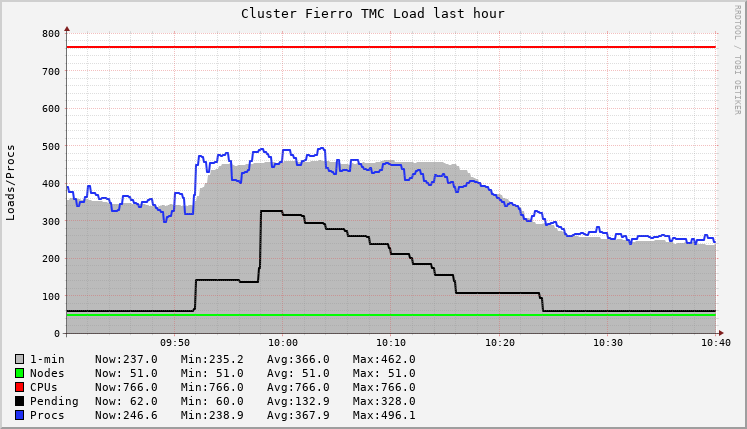 Cluster Fierro TMC Load last hour
RRDTOOL / TOBI OETIKER
Loads/Procs
800
700
600
500
400
300
200
100
0
09:50 10:00 10:10 10:20 10:30 10:40
1-min Now:237.0 Min:235.2 Avg:366.0 Max:462.0
Nodes Now: 51.0 Min: 51.0 Avg: 51.0 Max: 51.0
CPUs Now:766.0 Min:766.0 Avg:766.0 Max:766.0
Pending Now: 62.0 Min: 60.0 Avg:132.9 Max:328.0
Procs Now:246.6 Min:238.9 Avg:367.9 Max:496.1